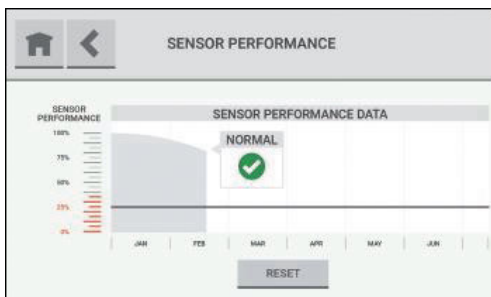 SENSOR PERFORMANCE
SENSOR
PERFORMANCE
SENSOR PERFORMANCE DATA
100%
NORMAL
75%
50%
25%
0%
JAN FEB MAR APR MAY JUN
RESET